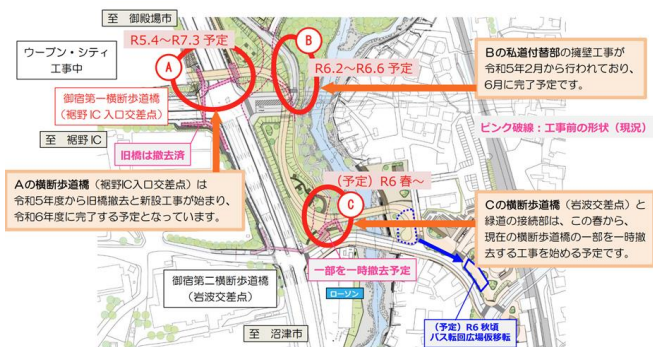 至 御殿場市
ウーブン・シティ
工事中
R5.4～R7.3 予定
A
B
R6.2～R6.6 予定
Bの私道付替部の擁壁工事が
令和5年2月から行われており、
6月に完了予定です。
御宿第一横断歩道橋
(裾野 IC 入口交差点)
至 裾野 IC
旧橋は撤去済
ピンク破線：工事前の形状（現況）
Aの横断歩道橋（裾野IC入口交差点）は
令和5年度から旧橋撤去と新設工事が始まり、
令和6年度に完了する予定となっています。
（予定）R6 春～
C
Cの横断歩道橋（岩波交差点）と
緑道の接続部は、この春から、
現在の横断歩道橋の一部を一時撤
去する工事を始める予定です。
御宿第二横断歩道橋
（岩波交差点）
一部を一時撤去予定
ローソン
至 沼津市
（予定）R6 秋頃
バス転回広場仮移転